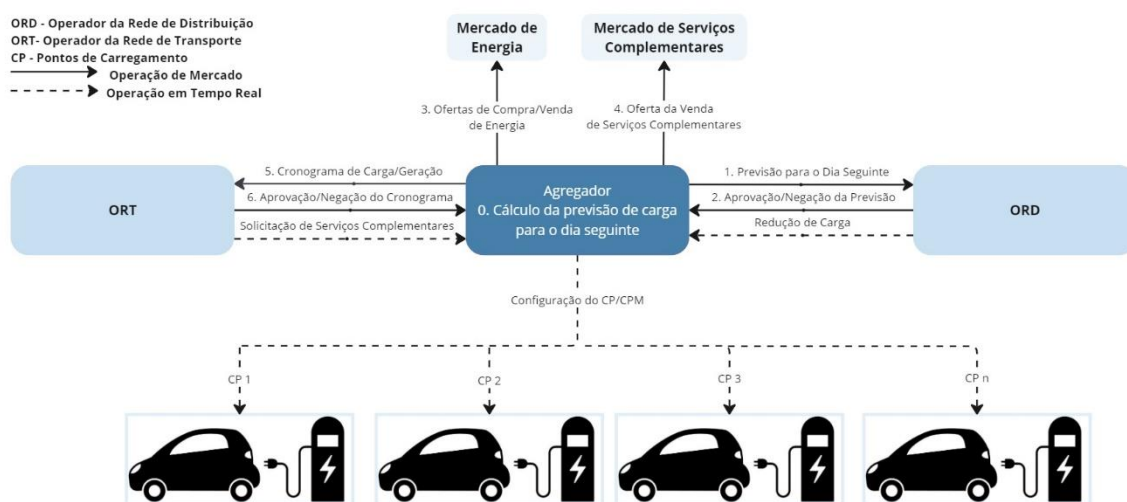 ORD - Operador da Rede de Distribuição
ORT- Operador da Rede de Transporte
CP - Pontos de Carregamento
Operação de Mercado
Operação em Tempo Real
Mercado de
Energia
Mercado de Serviços
Complementares
3. Ofertas de Compra/Venda
de Energia
4. Oferta da Venda
de Serviços Complementares
ORT
5. Cronograma de Carga/Geração
6. Aprovação/Negação do Cronograma
Solicitação de Serviços Complementares
Agregador
0. Cálculo da previsão de carga
para o dia seguinte
1. Previsão para o Dia Seguinte
2. Aprovação/Negação da Previsão
Redução de Carga
ORD
Configuração do CP/CPM
CP 1
CP 2
CP 3
CP n